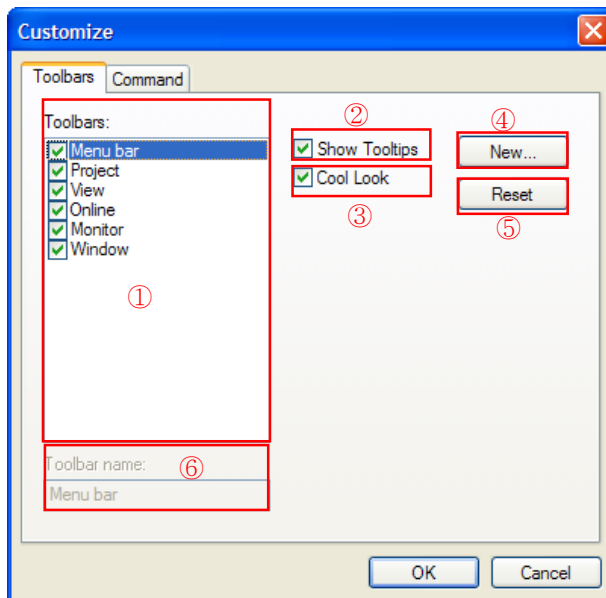 Customize
Toolbars Command
Toolbars:
Menu bar
Project
View
Online
Monitor
Window
①
② 
Show Tooltips
Cool Look
③
④
New...
Reset
⑤
Toolbar name:
⑥
Menu bar
OK Cancel